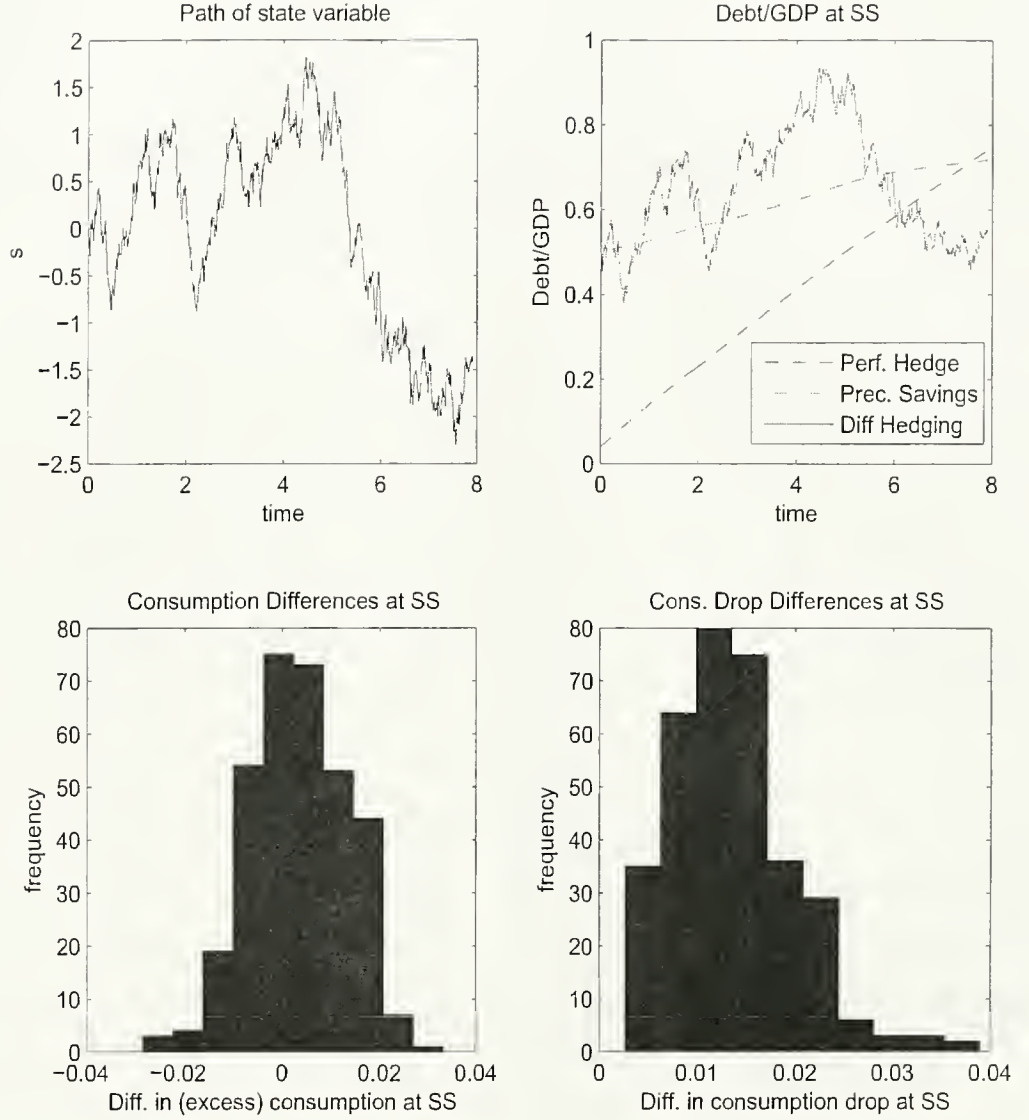 Path of state variable
2
1.5
1
0.5
0
−0.5
−1
−1.5
−2
−2.5
s
0 2 4 6 8
time
Debt/GDP at SS
1
0.8
0.6
0.4
0.2
0
Debt/GDP
Perf. Hedge
Prec. Savings
Diff Hedging
0 2 4 6 8
time
Consumption Differences at SS
80
70
60
50
40
30
20
10
0
frequency
−0.04 −0.02 0 0.02 0.04
Diff. in (excess) consumption at SS
Cons. Drop Differences at SS
80
70
60
50
40
30
20
10
0
frequency
0 0.01 0.02 0.03 0.04
Diff. in consumption drop at SS